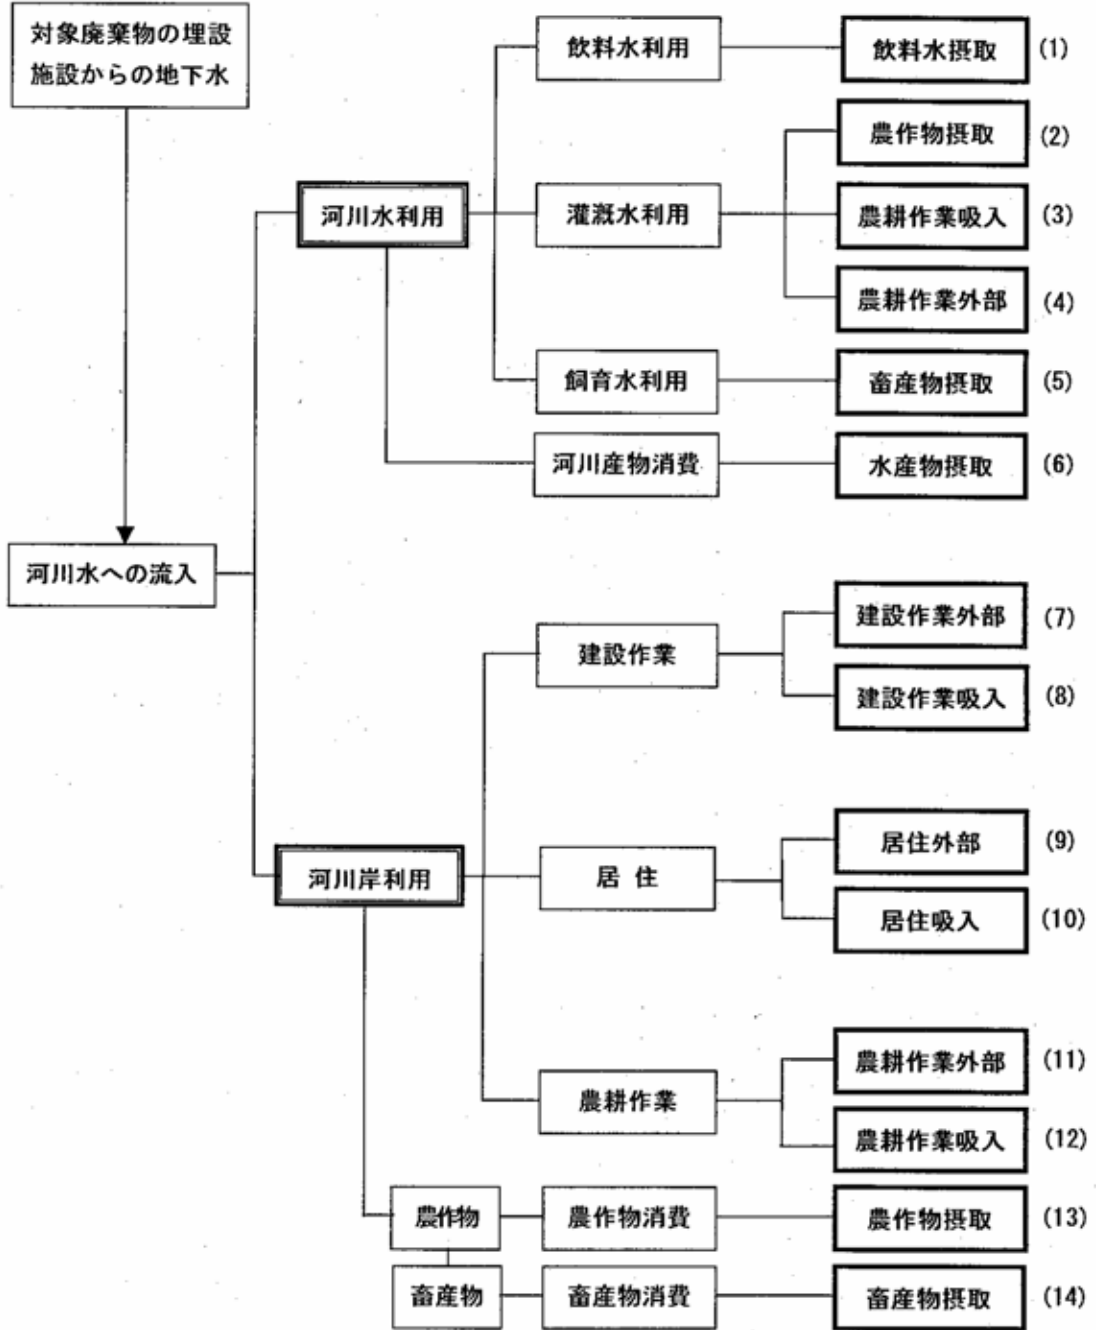 対象廃棄物の埋設
施設からの地下水
飲料水利用
飲料水摂取
(1)
農作物摂取
(2)
河川水利用
灌漑水利用
農耕作業吸入
(3)
農耕作業外部
(4)
飼育水利用
畜産物摂取
(5)
河川産物消費
水産物摂取
(6)
河川水への流入
建設作業
建設作業外部
(7)
建設作業吸入
(8)
河川岸利用
居住
居住外部
(9)
居住吸入
(10)
農耕作業
農耕作業外部
(11)
農耕作業吸入
(12)
農作物
農作物消費
農作物摂取
(13)
畜産物
畜産物消費
畜産物摂取
(14)